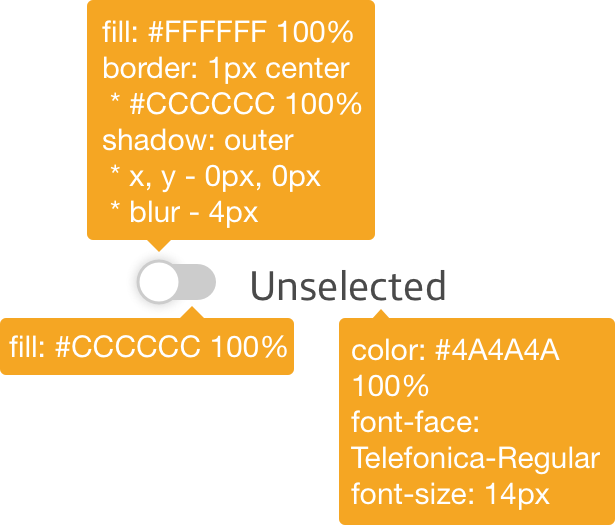 fill: #FFFFFF 100%
border: 1px center
* #CCCCCC 100%
shadow: outer
* x, y - 0px, 0px
* blur - 4px
Unselected
fill: #CCCCCC 100%
color: #4A4A4A
100%
font-face:
Telefonica-Regular
font-size: 14px